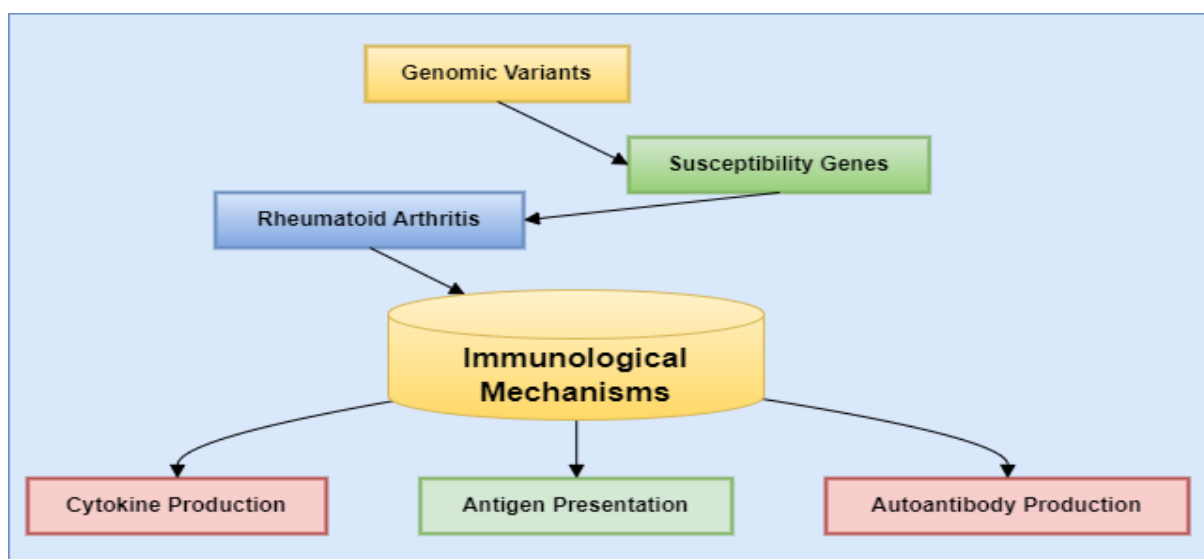 Genomic Variants
Susceptibility Genes
Rheumatoid Arthritis
Immunological
Mechanisms
Cytokine Production
Antigen Presentation
Autoantibody Production